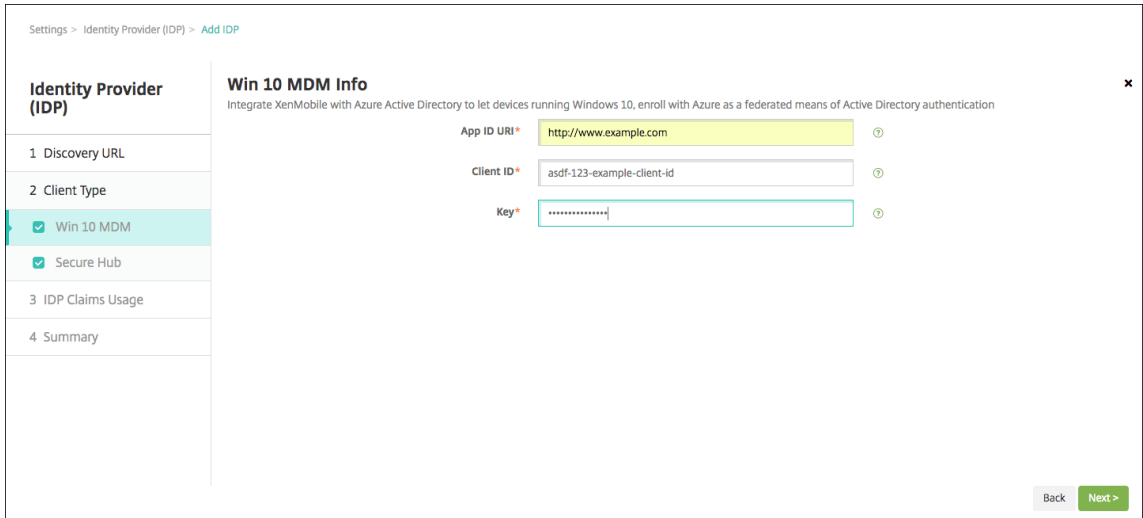 Settings > Identity Provider (IDP) > Add IDP
Identity Provider
(IDP)
1 Discovery URL
2 Client Type
Win 10 MDM
Secure Hub
3 IDP Claims Usage
4 Summary
Win 10 MDM Info
Integrate XenMobile with Azure Active Directory to let devices running Windows 10, enroll with Azure as a federated means of Active Directory authentication
App ID URI* http://www.example.com
Client ID* asdf-123-example-client-id
Key* •••••••••••••••
Back Next >